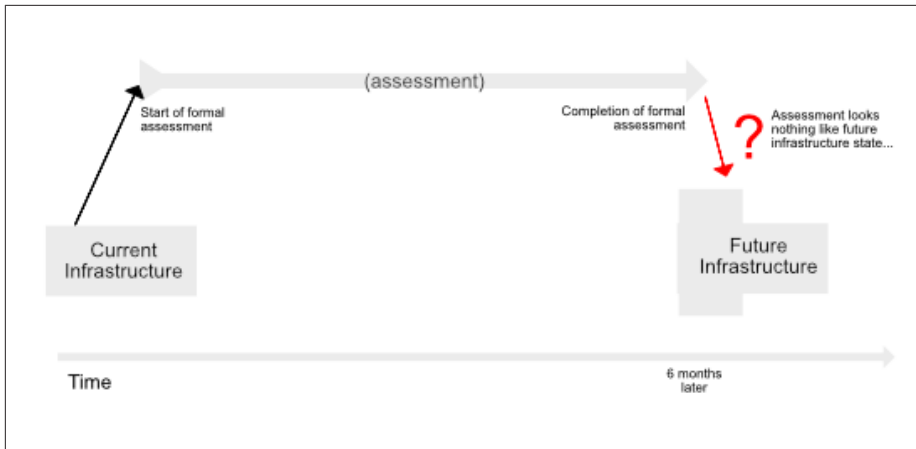 (assessment)
Start of formal
assessment
Completion of formal
assessment
?
Assessment looks
nothing like future
infrastructure state...
Current
Infrastructure
Future
Infrastructure
Time
6 months
later